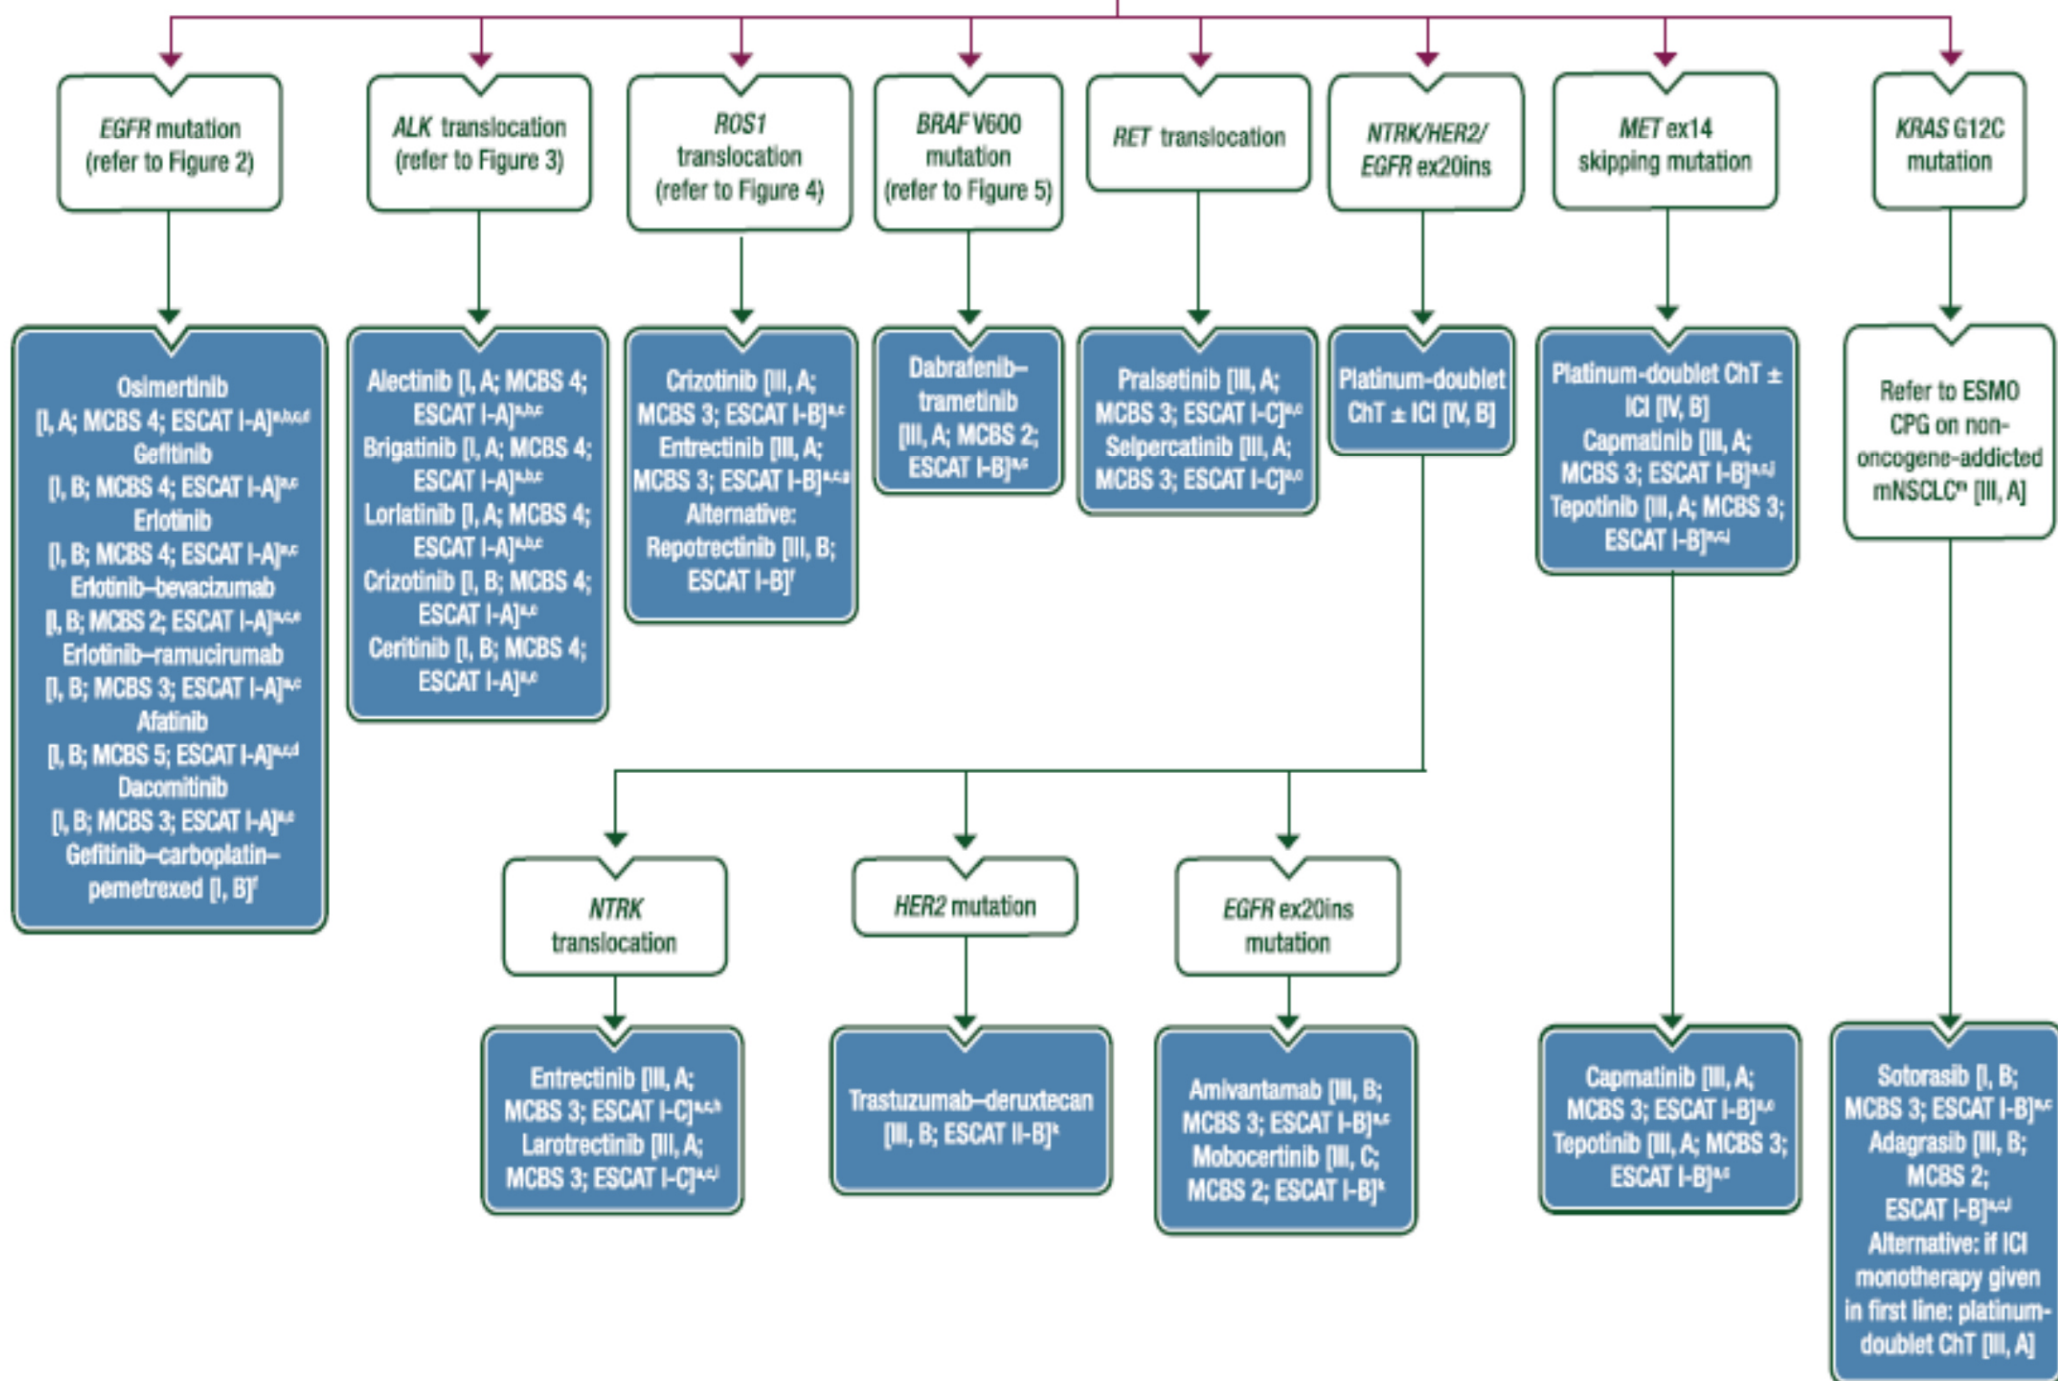 EGFR mutation
(refer to Figure 2)
ALK translocation
(refer to Figure 3)
ROS1
translocation
(refer to Figure 4)
BRAF V600
mutation
(refer to Figure 5)
RET translocation
NTRK/HER2/
EGFR ex20ins
MET ex14
skipping mutation
KRAS G12C
mutation
Osimertinib
[I, A; MCBS 4; ESCAT I-A]a,b,c,d
Gefitinib
[I, B; MCBS 4; ESCAT I-A]a,c
Erlotinib
[I, B; MCBS 4; ESCAT I-A]a,c
Erlotinib–bevacizumab
[I, B; MCBS 2; ESCAT I-A]a,c,e
Erlotinib–ramucirumab
[I, B; MCBS 3; ESCAT I-A]a,c
Afatinib
[I, B; MCBS 5; ESCAT I-A]a,c,d
Dacomitinib
[I, B; MCBS 3; ESCAT I-A]a,c
Gefitinib–carboplatin–
pemetrexed [I, B]f
Alectinib [I, A; MCBS 4;
ESCAT I-A]a,b,c
Brigatinib [I, A; MCBS 4;
ESCAT I-A]a,b,c
Lorlatinib [I, A; MCBS 4;
ESCAT I-A]a,b,c
Crizotinib [I, B; MCBS 4;
ESCAT I-A]a,c
Ceritinib [I, B; MCBS 4;
ESCAT I-A]a,c
Crizotinib [III, A;
MCBS 3; ESCAT I-B]a,c
Entrectinib [III, A;
MCBS 3; ESCAT I-B]a,c,g
Alternative:
Repotrectinib [III, B;
ESCAT I-B]f
Dabrafenib–
trametinib
[III, A; MCBS 2;
ESCAT I-B]a,c
Pralsetinib [III, A;
MCBS 3; ESCAT I-C]a,c
Selpercatinib [III, A;
MCBS 3; ESCAT I-C]a,c
Platinum-doublet
ChT ± ICI [IV, B]
Platinum-doublet ChT ±
ICI [IV, B]
Capmatinib [III, A;
MCBS 3; ESCAT I-B]a,c,j
Tepotinib [III, A; MCBS 3;
ESCAT I-B]a,c,j
Refer to ESMO
CPG on non-
oncogene-addicted
mNSCLCm [III, A]
NTRK
translocation
HER2 mutation
EGFR ex20ins
mutation
Entrectinib [III, A;
MCBS 3; ESCAT I-C]a,c,h
Larotrectinib [III, A;
MCBS 3; ESCAT I-C]a,c,i
Trastuzumab–deruxtecan
[III, B; ESCAT II-B]k
Amivantamab [III, B;
MCBS 3; ESCAT I-B]a,c
Mobocertinib [III, C;
MCBS 2; ESCAT I-B]k
Capmatinib [III, A;
MCBS 3; ESCAT I-B]a,c
Tepotinib [III, A; MCBS 3;
ESCAT I-B]a,c
Sotorasib [I, B;
MCBS 3; ESCAT I-B]a,c
Adagrasib [III, B;
MCBS 2;
ESCAT I-B]a,c,l
Alternative: if ICI
monotherapy given
in first line: platinum-
doublet ChT [III, A]